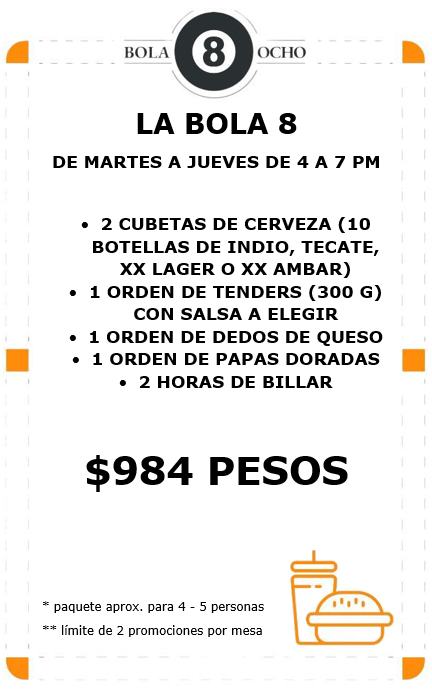 BOLA 8 OCHO
LA BOLA 8
DE MARTES A JUEVES DE 4 A 7 PM
• 2 CUBETAS DE CERVEZA (10
BOTELLAS DE INDIO, TECATE,
XX LAGER O XX AMBAR)
• 1 ORDEN DE TENDERS (300 G)
CON SALSA A ELEGIR
• 1 ORDEN DE DEDOS DE QUESO
• 1 ORDEN DE PAPAS DORADAS
• 2 HORAS DE BILLAR
$984 PESOS
* paquete aprox. para 4 - 5 personas
** límite de 2 promociones por mesa